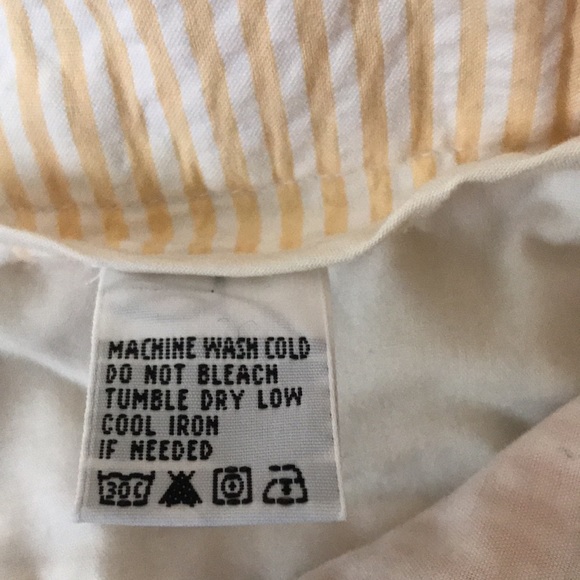 MACHINE WASH COLD
DO NOT BLEACH
TUMBLE DRY LOW
COOL IRON
IF NEEDED
30C